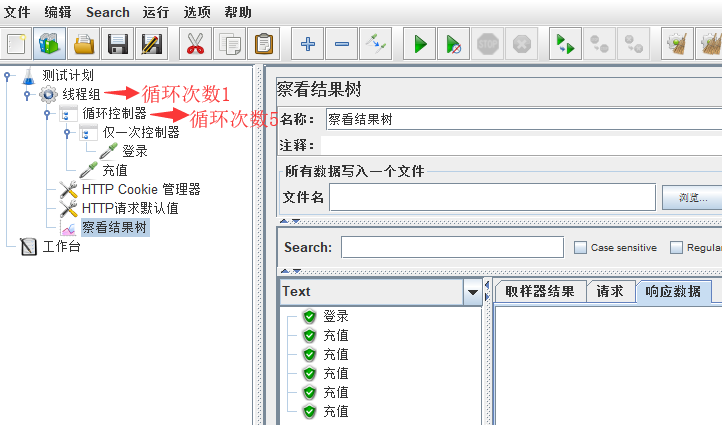 文件 编辑 Search 运行 选项 帮助
测试计划
线程组 循环次数1
循环控制器 循环次数5
仅一次控制器
登录
充值
HTTP Cookie 管理器
HTTP请求默认值
察看结果树
工作台
察看结果树
名称： 察看结果树
注释：
所有数据写入一个文件
文件名 浏览...
Search: Case sensitive Regula
Text
登录
充值
充值
充值
充值
充值
取样器结果 请求 响应数据